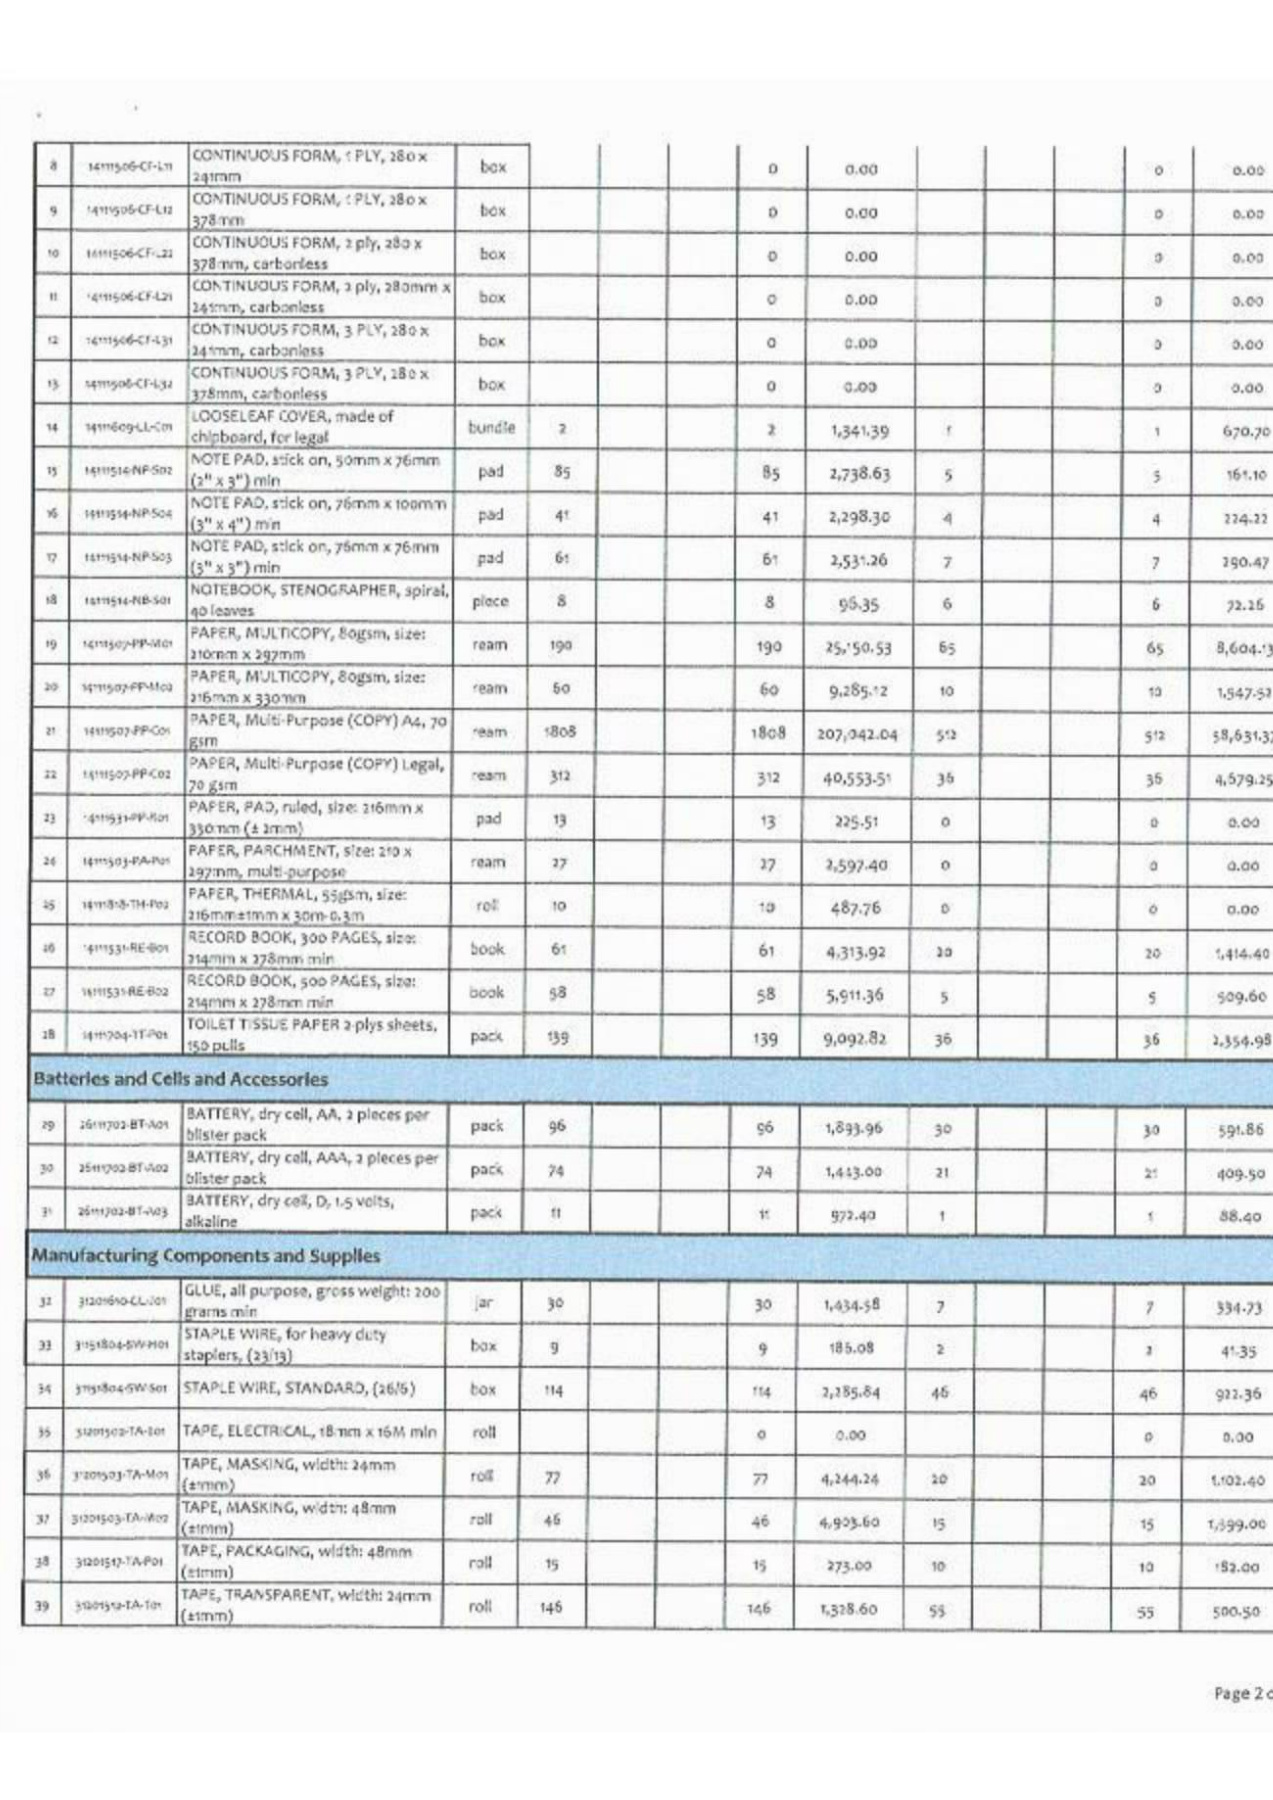 8 14111506-CF-L11 CONTINUOUS FORM, 1 PLY, 280 x box 0 0.00 0 0.00
241mm
9 14111506-CF-L12 CONTINUOUS FORM, 1 PLY, 280 x box 0 0.00 0 0.00
378mm
10 14111506-CF-L22 CONTINUOUS FORM, 2 ply, 280 x box 0 0.00 0 0.00
378mm, carbonless
11 14111506-CF-L21 CONTINUOUS FORM, 2 ply, 280mm x box 0 0.00 0 0.00
241mm, carbonless
12 14111506-CF-L31 CONTINUOUS FORM, 3 PLY, 280 x box 0 0.00 0 0.00
241mm, carbonless
13 14111506-CF-L32 CONTINUOUS FORM, 3 PLY, 280 x box 0 0.00 0 0.00
378mm, carbonless
14 14111609-LL-C01 LOOSELEAF COVER, made of bundle 2 2 1,341.39 1 1 670.70
chipboard, for legal
15 14111514-NP-S02 NOTE PAD, stick on, 50mm x 76mm pad 85 85 2,738.63 5 5 161.10
(2" x 3") min
16 14111514-NP-S04 NOTE PAD, stick on, 76mm x 100mm pad 41 41 2,298.30 4 4 224.22
(3" x 4") min
17 14111514-NP-S03 NOTE PAD, stick on, 76mm x 76mm pad 61 61 2,531.26 7 7 290.47
(3" x 3") min
18 14111514-NB-S01 NOTEBOOK, STENOGRAPHER, spiral, piece 8 8 96.35 6 6 72.26
40 leaves
19 14111507-PP-M01 PAPER, MULTICOPY, 80gsm, size: ream 190 190 25,150.53 65 65 8,604.13
210mm x 297mm
20 14111507-PP-M02 PAPER, MULTICOPY, 80gsm, size: ream 60 60 9,285.12 10 10 1,547.52
216mm x 330mm
21 14111507-PP-C01 PAPER, Multi-Purpose (COPY) A4, 70 ream 1808 1808 207,042.04 512 512 58,631.37
gsm
22 14111507-PP-C02 PAPER, Multi-Purpose (COPY) Legal, ream 312 312 40,553.51 36 36 4,679.25
70 gsm
23 14111531-PP-R01 PAPER, PAD, ruled, size: 216mm x pad 13 13 225.51 0 0 0.00
330mm (± 2mm)
24 14111503-PA-P01 PAPER, PARCHMENT, size: 210 x ream 27 27 2,597.40 0 0 0.00
297mm, multi-purpose
25 14111818-TH-P02 PAPER, THERMAL, 55gsm, size: roll 10 10 487.76 0 0 0.00
216mm±1mm x 30m-0.3m
26 14111531-RE-B01 RECORD BOOK, 300 PAGES, size: book 61 61 4,313.92 20 20 1,414.40
214mm x 278mm min
27 14111531-RE-B02 RECORD BOOK, 500 PAGES, size: book 58 58 5,911.36 5 5 509.60
214mm x 278mm min
28 14111704-TT-P01 TOILET TISSUE PAPER 2-plys sheets, pack 139 139 9,092.82 36 36 2,354.98
150 pulls
Batteries and Cells and Accessories
29 26111702-BT-A01 BATTERY, dry cell, AA, 2 pieces per pack 96 96 1,893.96 30 30 591.86
blister pack
30 26111702-BT-A02 BATTERY, dry cell, AAA, 2 pieces per pack 74 74 1,443.00 21 21 409.50
blister pack
31 26111702-BT-A03 BATTERY, dry cell, D, 1.5 volts, pack 11 11 972.40 1 1 88.40
alkaline
Manufacturing Components and Supplies
32 31201610-GL-J01 GLUE, all purpose, gross weight: 200 jar 30 30 1,434.58 7 7 334.73
grams min
33 31151804-SW-H01 STAPLE WIRE, for heavy duty box 9 9 186.08 2 2 41.35
staplers, (23/13)
34 31151804-SW-S01 STAPLE WIRE, STANDARD, (26/6) box 114 114 2,285.84 46 46 922.36
35 31201502-TA-E01 TAPE, ELECTRICAL, 18mm x 16M min roll 0 0.00 0 0.00
36 31201503-TA-M01 TAPE, MASKING, width: 24mm roll 77 77 4,244.24 20 20 1,102.40
(±1mm)
37 31201503-TA-M02 TAPE, MASKING, width: 48mm roll 46 46 4,903.60 15 15 1,599.00
(±1mm)
38 31201517-TA-P01 TAPE, PACKAGING, width: 48mm roll 15 15 273.00 10 10 182.00
(±1mm)
39 31201512-TA-T01 TAPE, TRANSPARENT, width: 24mm roll 146 146 1,328.60 55 55 500.50
(±1mm)
Page 2